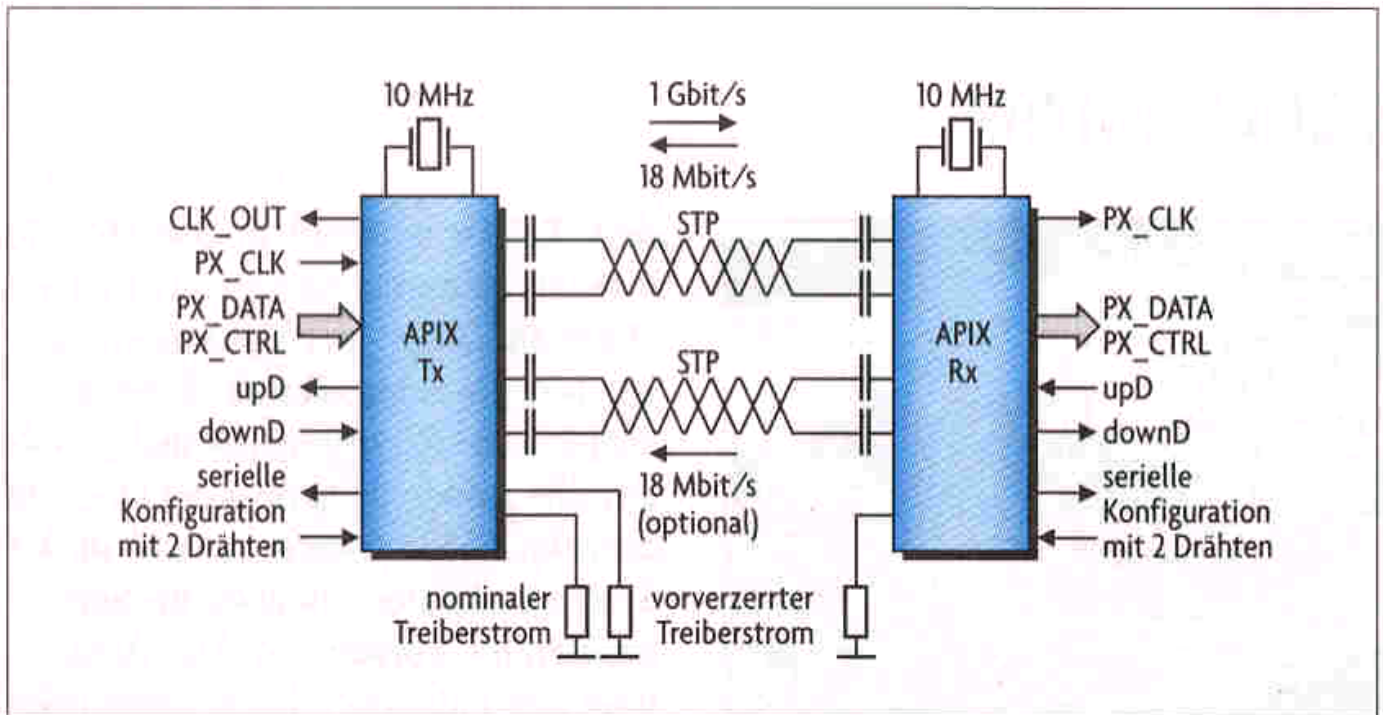 10 MHz
1 Gbit/s
10 MHz
18 Mbit/s
CLK_OUT
PX_CLK
PX_DATA
PX_CTRL
upD
downD
serielle
Konfiguration
mit 2 Drähten
APIX
Tx
STP
STP
18 Mbit/s
(optional)
APIX
Rx
PX_CLK
PX_DATA
PX_CTRL
upD
downD
serielle
Konfiguration
mit 2 Drähten
nominaler
Treiberstrom
vorverzerrter
Treiberstrom